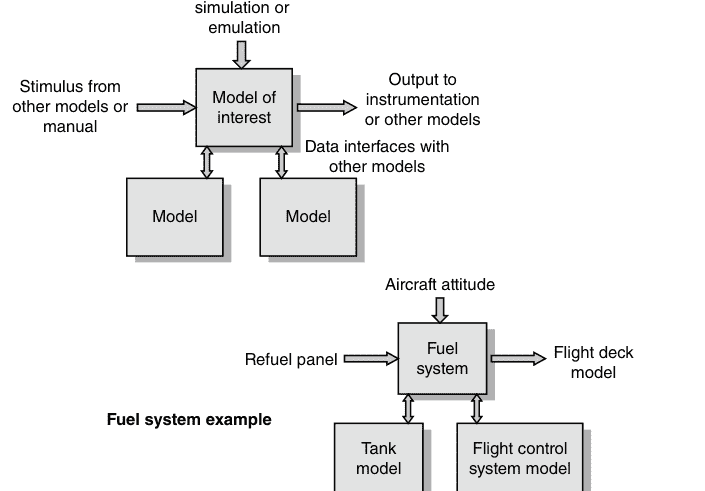 simulation or
emulation
Stimulus from
other models or
manual
Model of
interest
Output to
instrumentation
or other models
Data interfaces with
other models
Model
Model
Aircraft attitude
Refuel panel
Fuel
system
Flight deck
model
Fuel system example
Tank
model
Flight control
system model